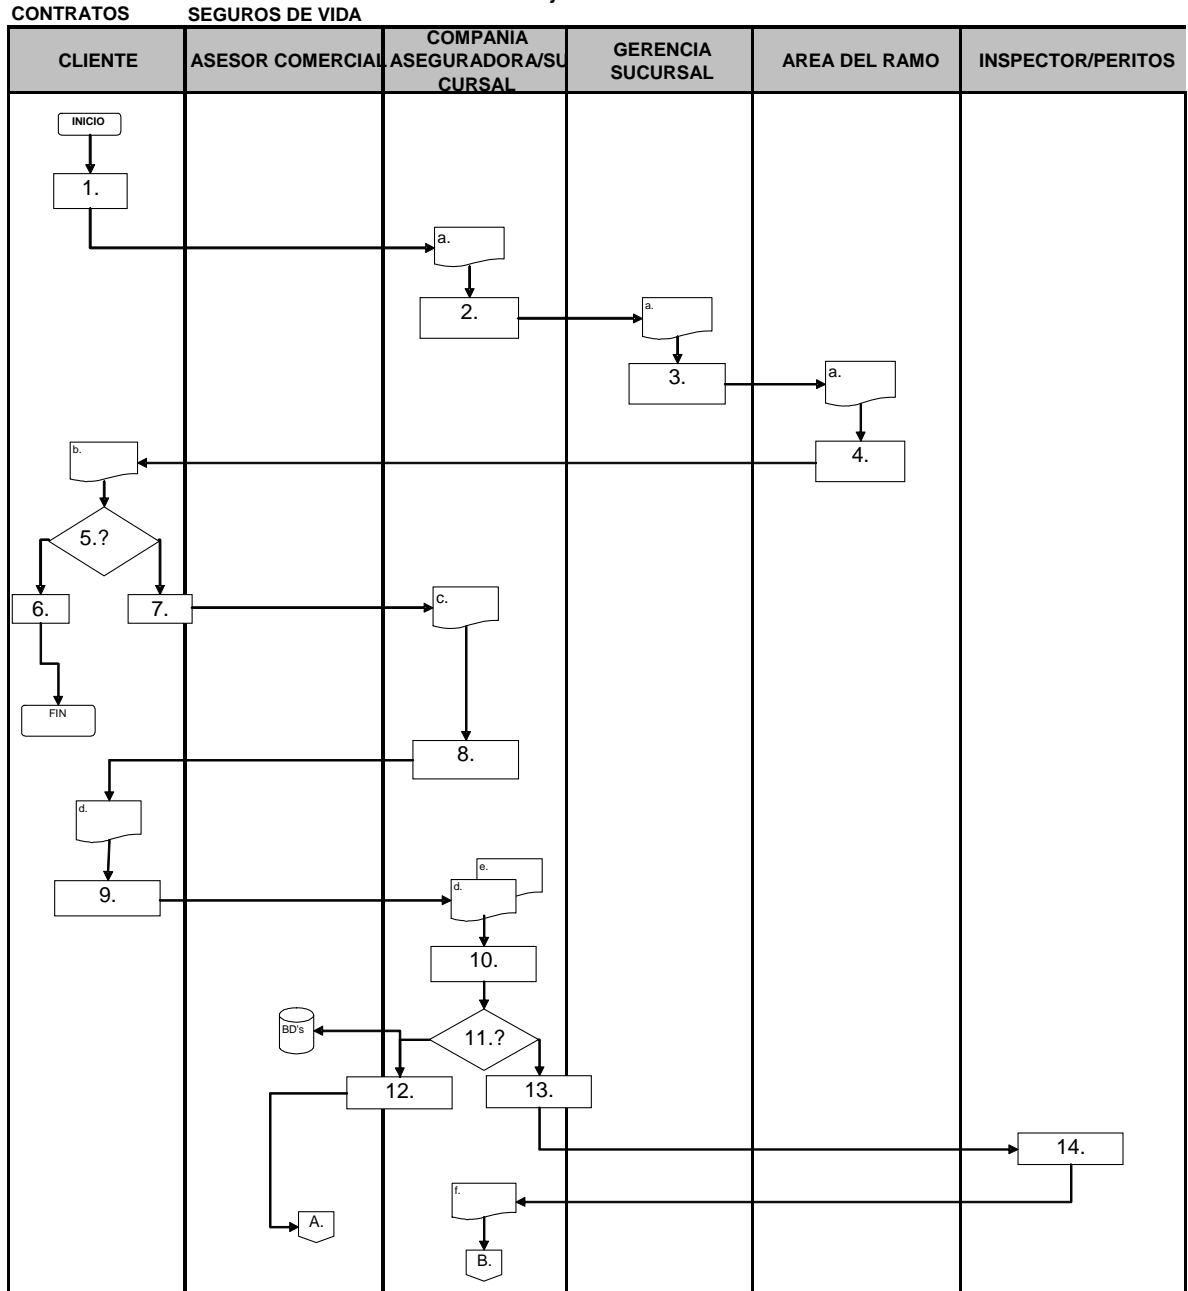 CONTRATOS SEGUROS DE VIDA
CLIENTE
ASESOR COMERCIAL
COMPANIA
ASEGURADORA/SU
CURSAL
GERENCIA
SUCURSAL
AREA DEL RAMO
INSPECTOR/PERITOS
INICIO
1.
a.
2.
a.
3.
a.
4.
b.
5.?
6.
7.
c.
FIN
8.
d.
9.
e.
d.
10.
BD's
11.?
12.
13.
14.
f.
A.
B.